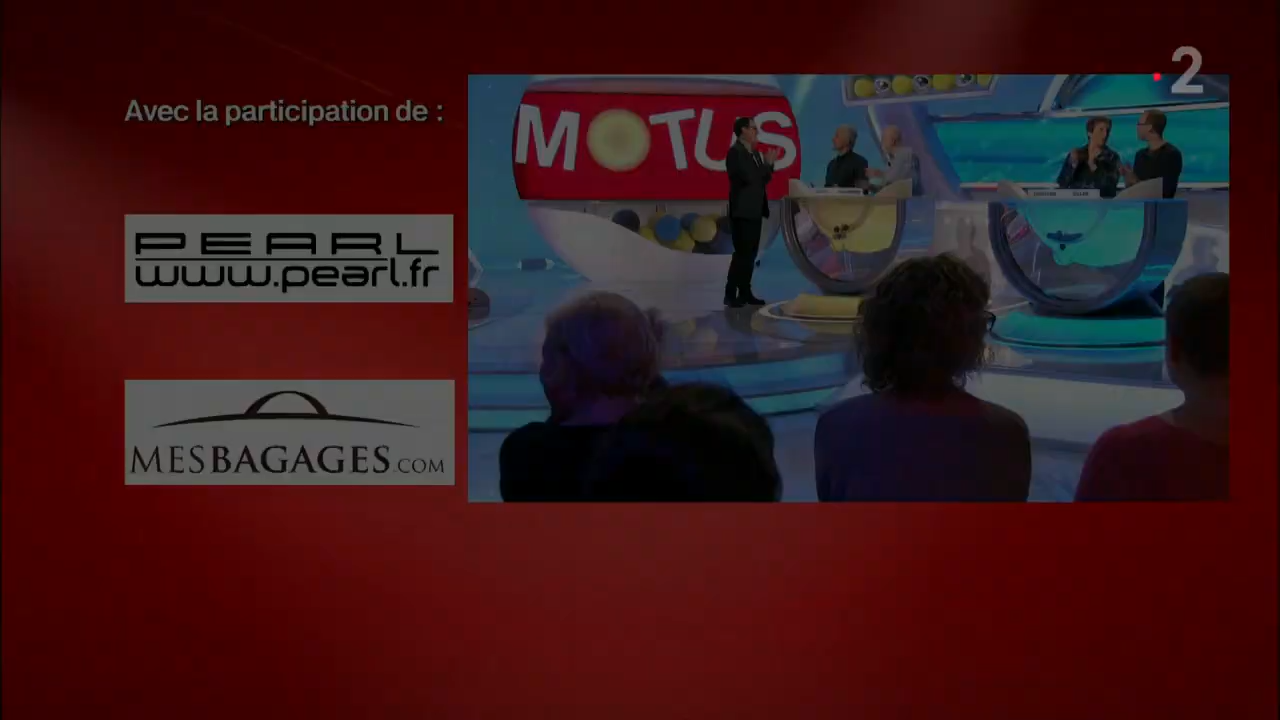 2
Avec la participation de :
MOTUS
PEARL
www.pearl.fr
MESBAGAGES.COM